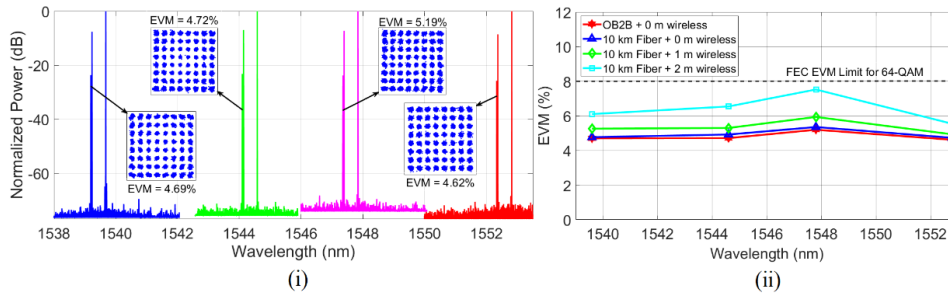 EVM = 4.72%
EVM = 5.19%
EVM = 4.69%
EVM = 4.62%
0
-20
-40
-60
Normalized Power (dB)
1538 1540 1542 1544 1546 1548 1550 1552
Wavelength (nm)
(i)
OB2B + 0 m wireless
10 km Fiber + 0 m wireless
10 km Fiber + 1 m wireless
10 km Fiber + 2 m wireless
FEC EVM Limit for 64-QAM
12
10
8
6
4
2
0
EVM (%)
1540 1542 1544 1546 1548 1550 1552
Wavelength (nm)
(ii)